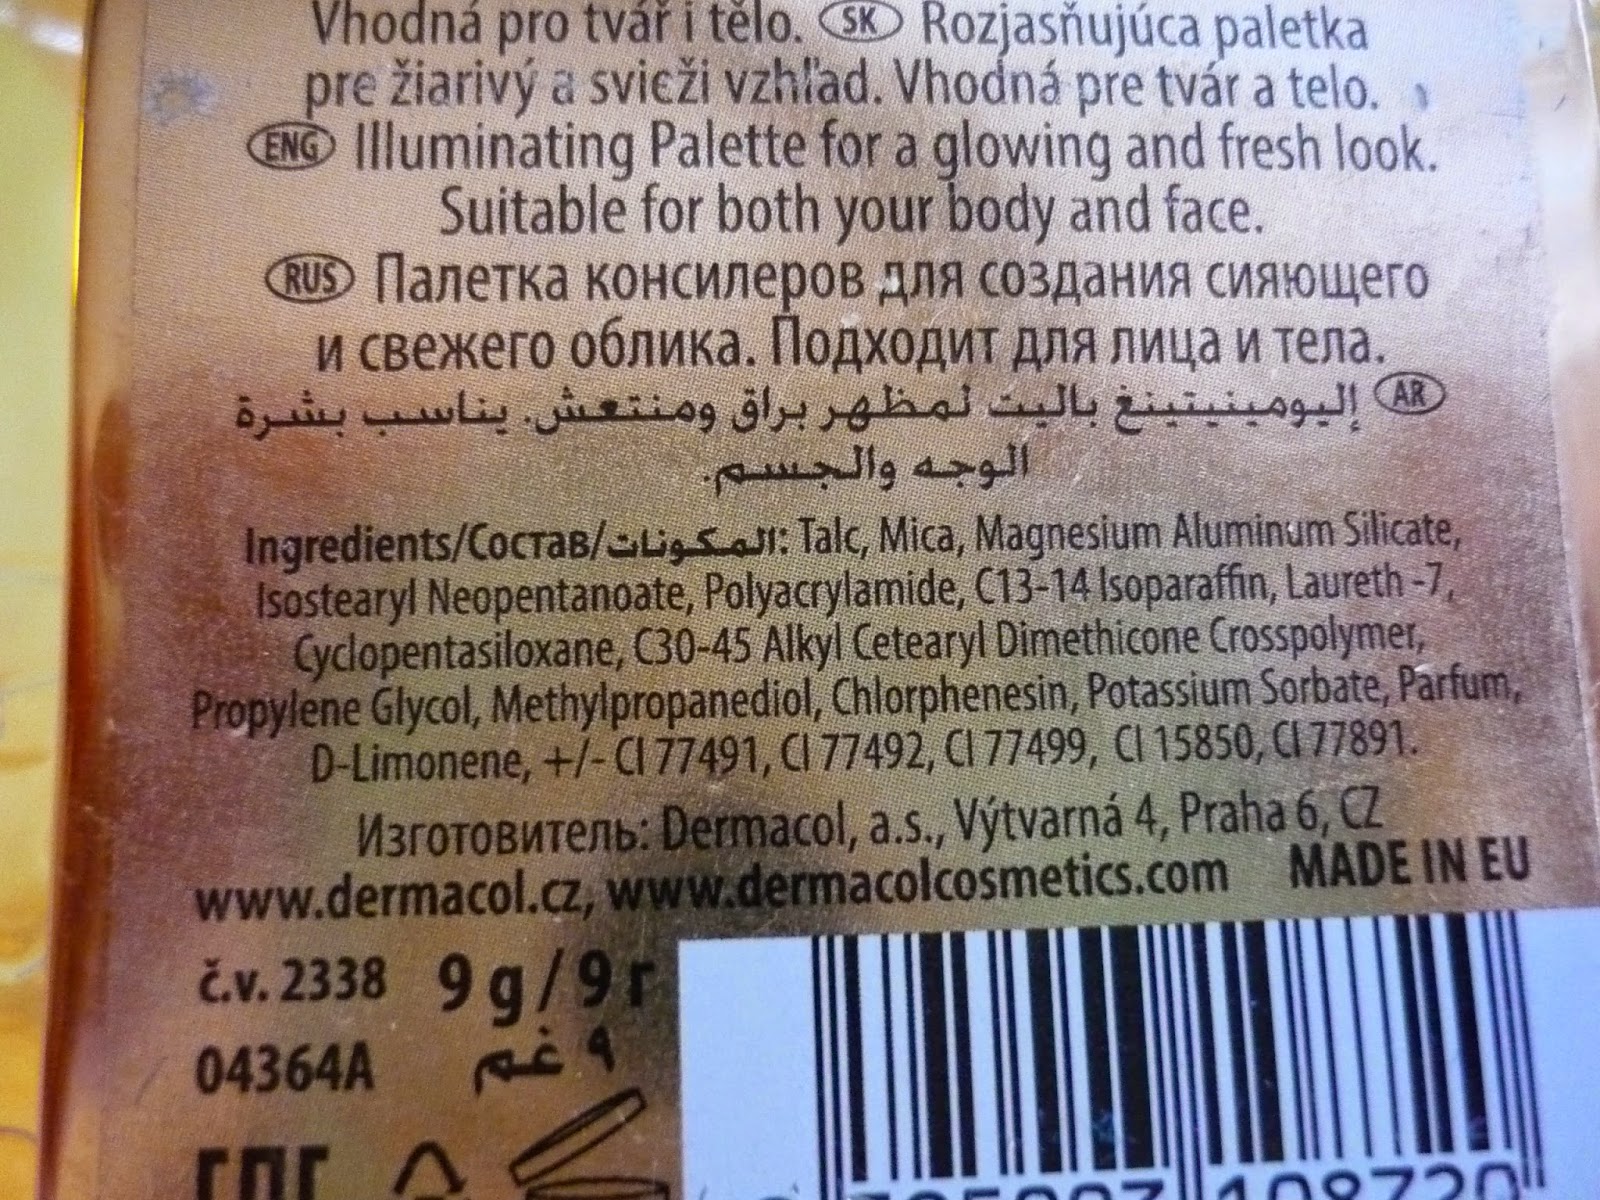 Vhodná pro tvář i tělo. SK Rozjasňujúca paletka
pre žiarivý a svieži vzhľad. Vhodná pre tvár a telo.
ENG Illuminating Palette for a glowing and fresh look.
Suitable for both your body and face.
RUS Палетка консилеров для создания сияющего
и свежего облика. Подходит для лица и тела.
AR إليومينيتينغ باليت لمظهر براق ومنتعش. يناسب بشرة
الوجه والجسم.
Ingredients/Состав/المكونات: Talc, Mica, Magnesium Aluminum Silicate,
Isostearyl Neopentanoate, Polyacrylamide, C13-14 Isoparaffin, Laureth -7,
Cyclopentasiloxane, C30-45 Alkyl Cetearyl Dimethicone Crosspolymer,
Propylene Glycol, Methylpropanediol, Chlorphenesin, Potassium Sorbate, Parfum,
D-Limonene, +/- CI 77491, CI 77492, CI 77499, CI 15850, CI 77891.
Изготовитель: Dermacol, a.s., Výtvarná 4, Praha 6, CZ
www.dermacol.cz, www.dermacolcosmetics.com MADE IN EU
č.v. 2338 9 g / 9 г
04364A ٩ غم